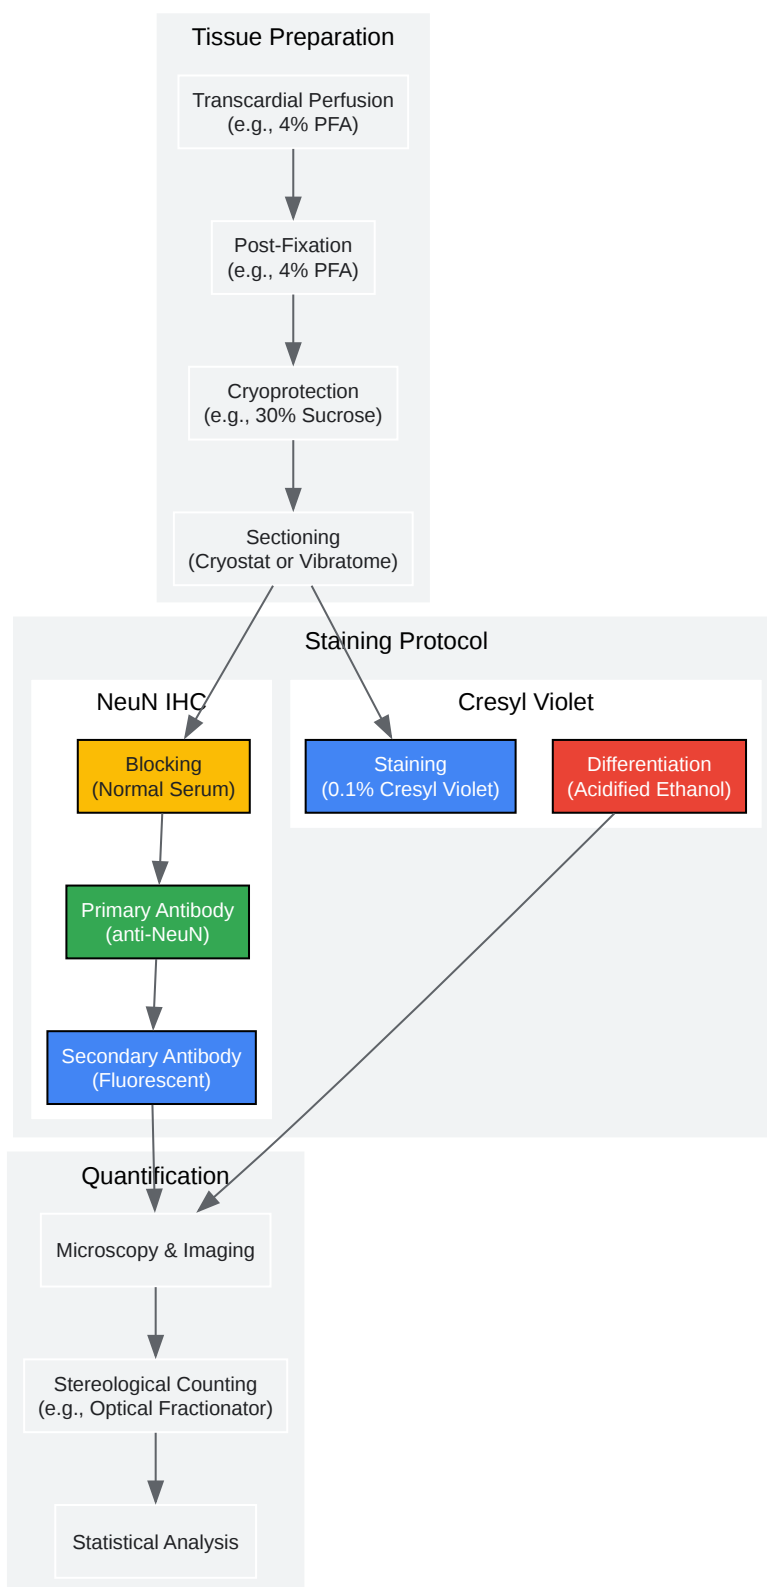 Tissue Preparation
Transcardial Perfusion
(e.g., 4% PFA)
Post-Fixation
(e.g., 4% PFA)
Cryoprotection
(e.g., 30% Sucrose)
Sectioning
(Cryostat or Vibratome)
Staining Protocol
NeuN IHC
Blocking
(Normal Serum)
Primary Antibody
(anti-NeuN)
Secondary Antibody
(Fluorescent)
Cresyl Violet
Staining
(0.1% Cresyl Violet)
Differentiation
(Acidified Ethanol)
Quantification
Microscopy & Imaging
Stereological Counting
(e.g., Optical Fractionator)
Statistical Analysis